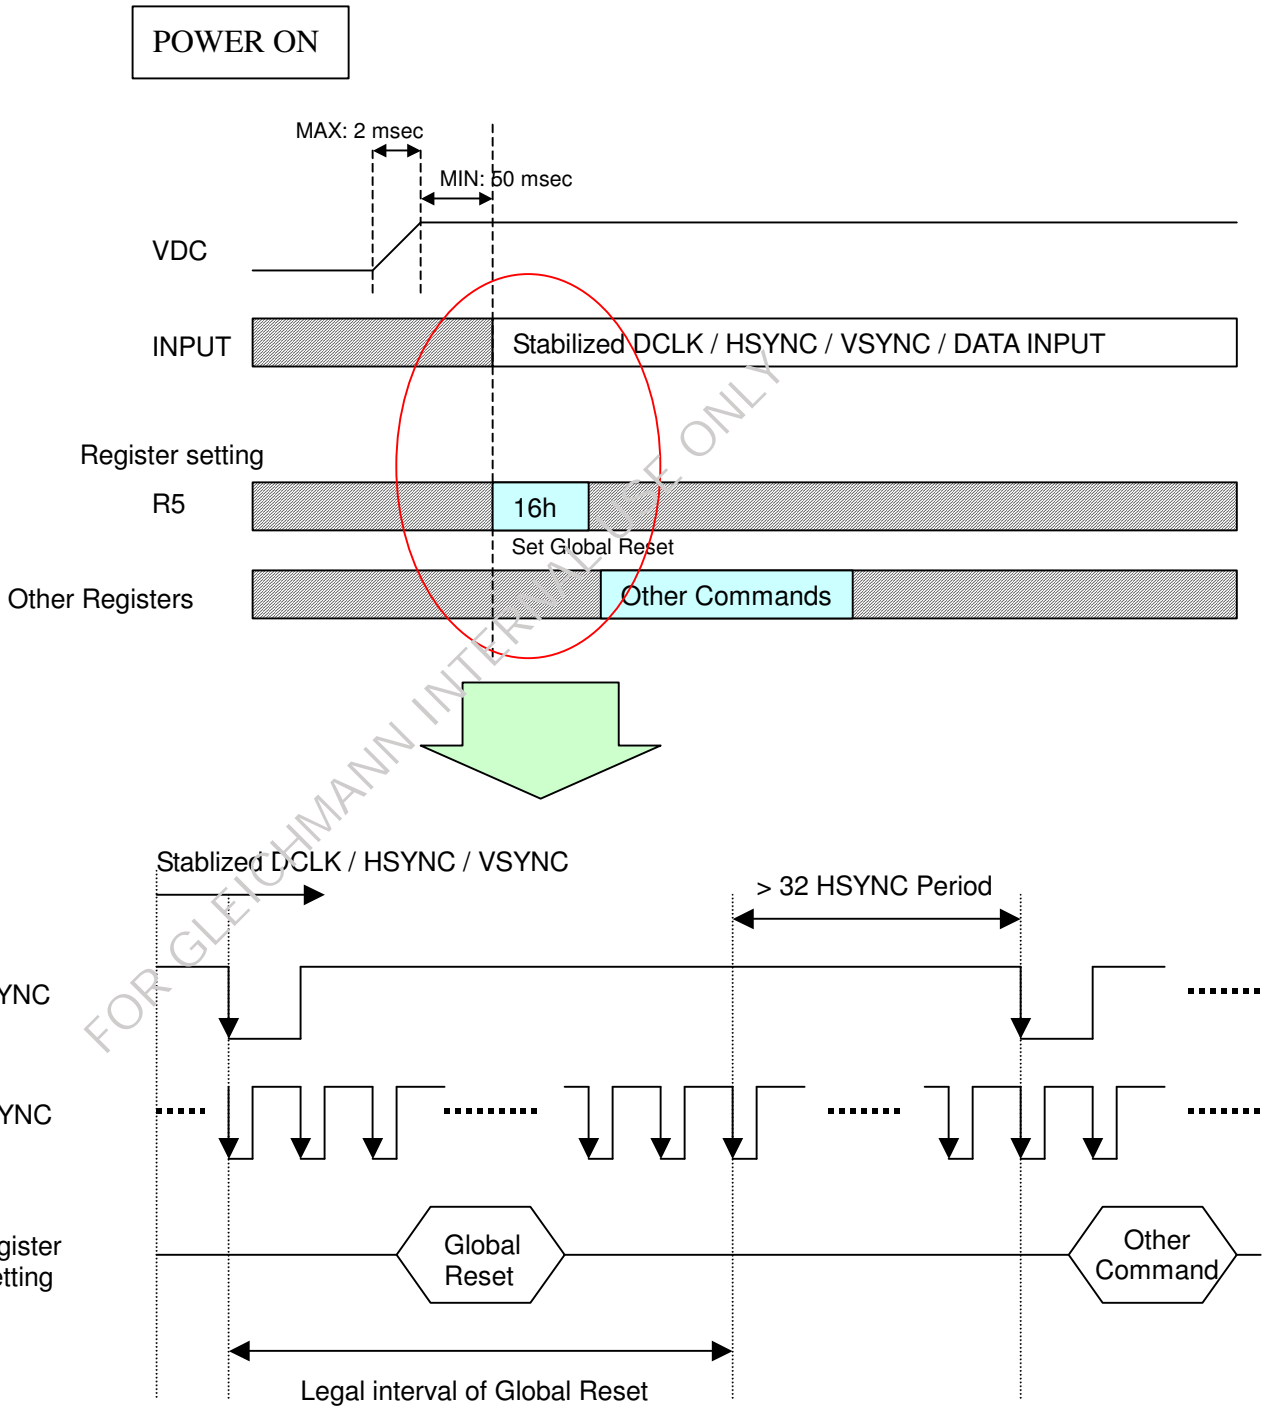 POWER ON
MAX: 2 msec
MIN: 50 msec
VDC
INPUT
Stabilized DCLK / HSYNC / VSYNC / DATA INPUT
Register setting
R5
16h
Set Global Reset
Other Registers
Other Commands
Stablized DCLK / HSYNC / VSYNC
> 32 HSYNC Period
YNC
YNC
gister
etting
Global
Reset
Other
Command
Legal interval of Global Reset
FOR GLEICHMANN INTERNAL USE ONLY